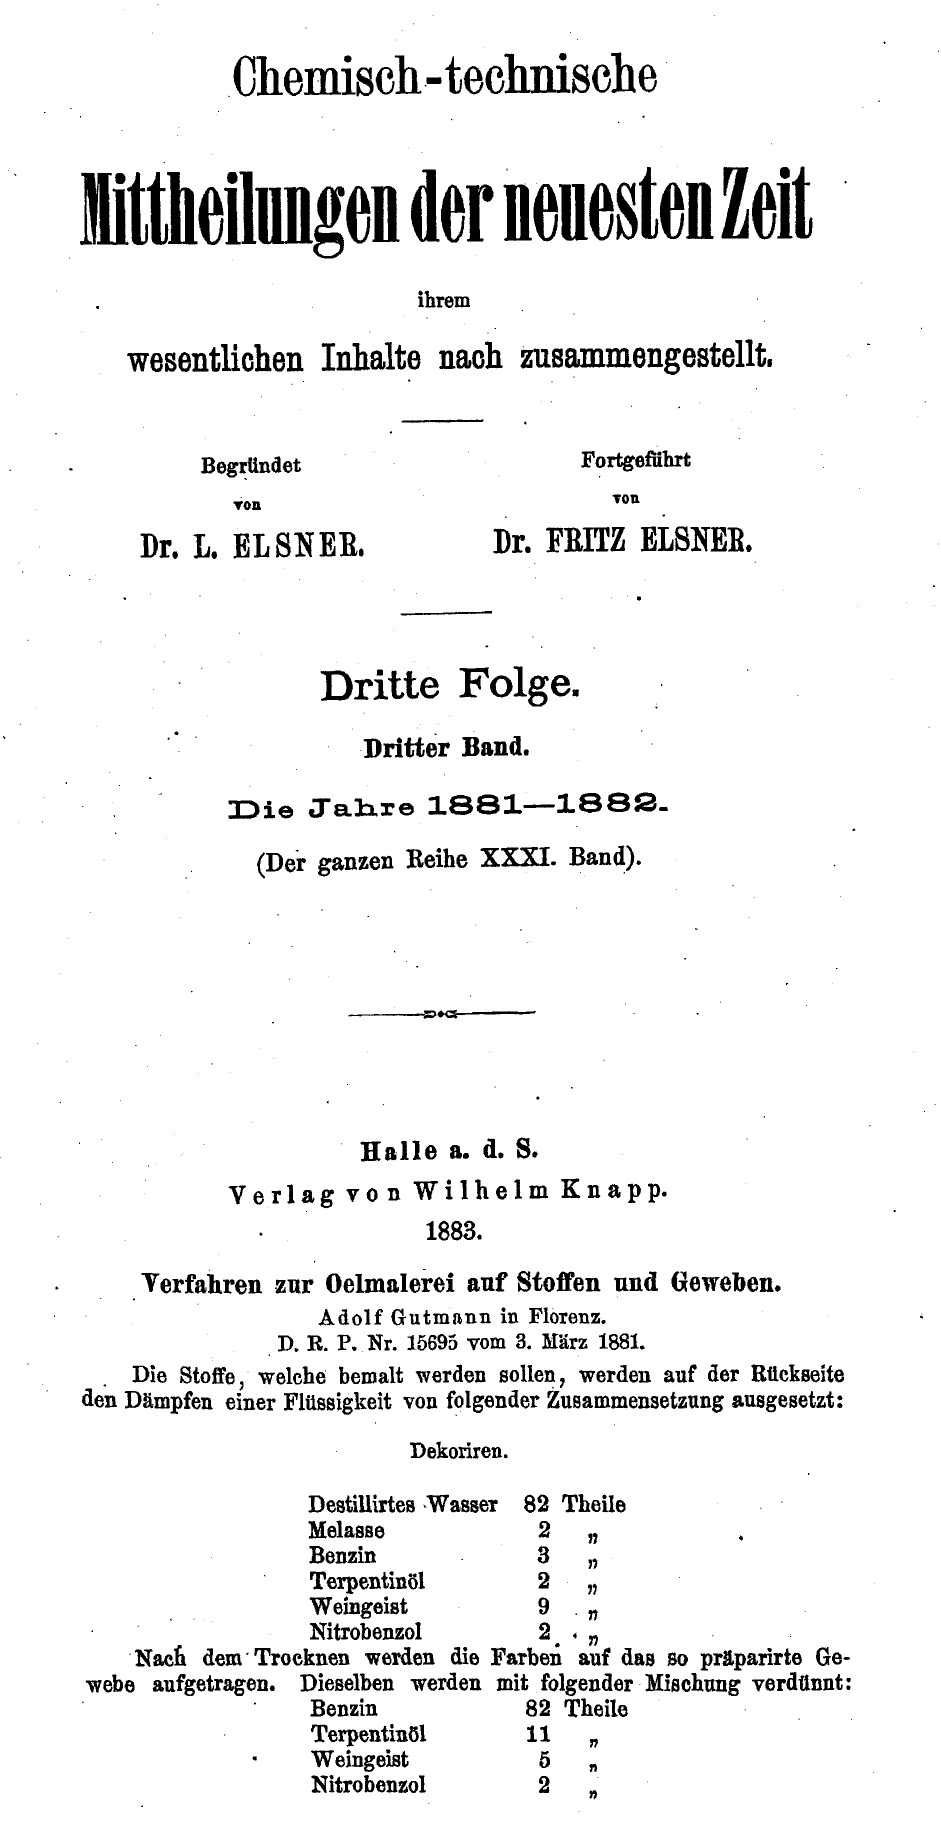 Chemisch-technische
Mittheilungen der neuesten Zeit
ihrem
wesentlichen Inhalte nach zusammengestellt.
Begründet
von
Dr. L. ELSNER.
Fortgeführt
von
Dr. FRITZ ELSNER.
Dritte Folge.
Dritter Band.
Die Jahre 1881—1882.
(Der ganzen Reihe XXXI. Band).
Halle a. d. S.
Verlag von Wilhelm Knapp.
1883.
Verfahren zur Oelmalerei auf Stoffen und Geweben.
Adolf Gutmann in Florenz.
D. R. P. Nr. 15695 vom 3. März 1881.
Die Stoffe, welche bemalt werden sollen, werden auf der Rückseite
den Dämpfen einer Flüssigkeit von folgender Zusammensetzung ausgesetzt:
Dekoriren.
Destillirtes Wasser 82 Theile
Melasse 2 „
Benzin 3 „
Terpentinöl 2 „
Weingeist 9 „
Nitrobenzol 2 „
Nach dem Trocknen werden die Farben auf das so präparirte Ge-
webe aufgetragen. Dieselben werden mit folgender Mischung verdünnt:
Benzin 82 Theile
Terpentinöl 11 „
Weingeist 5 „
Nitrobenzol 2 „